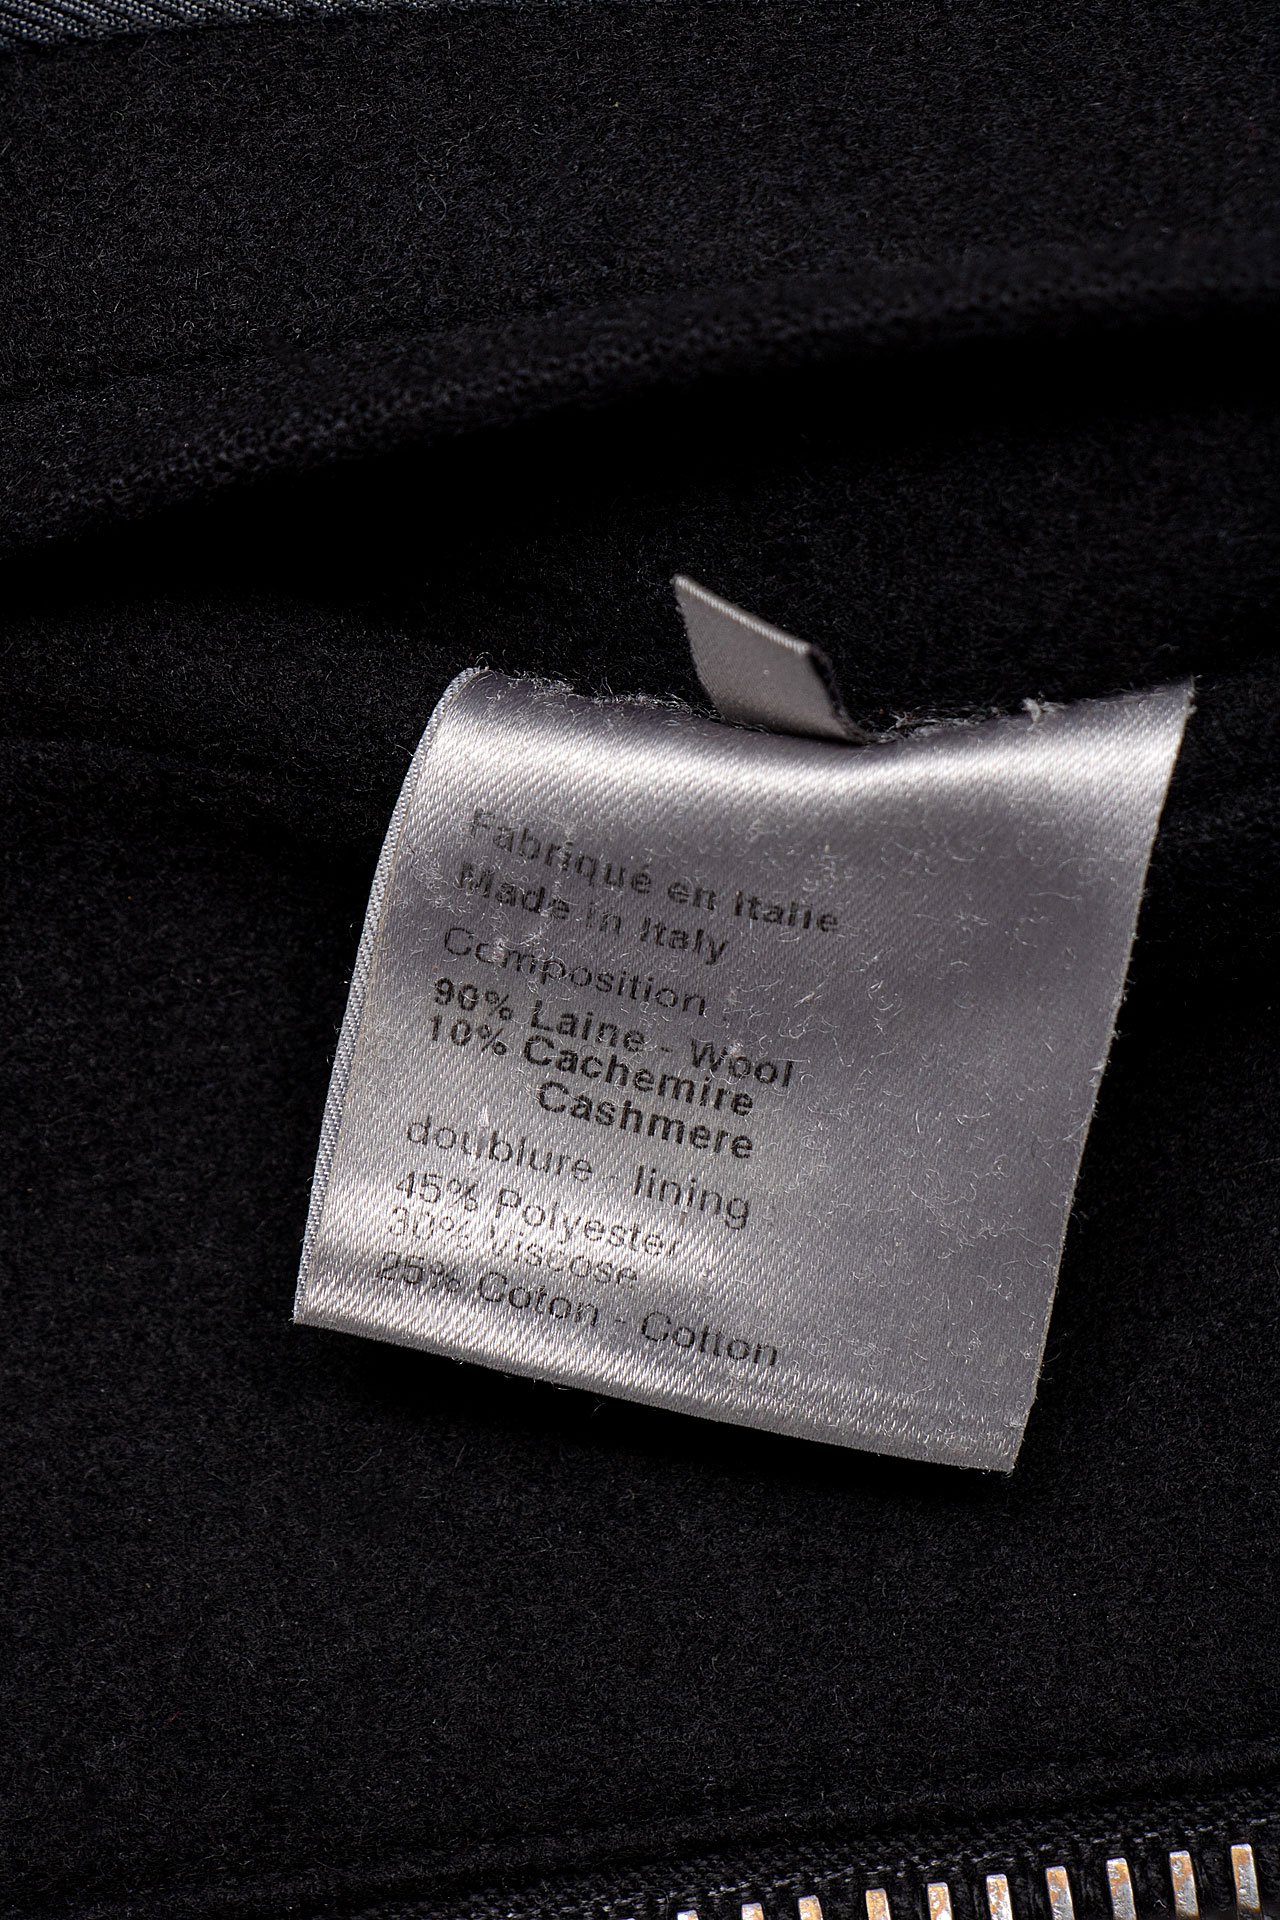 Fabriqué en Italie
Made in Italy
Composition
90% Laine - Wool
10% Cachemire
Cashmere
doublure - lining
45% Polyester
30% Viscose
25% Coton - Cotton